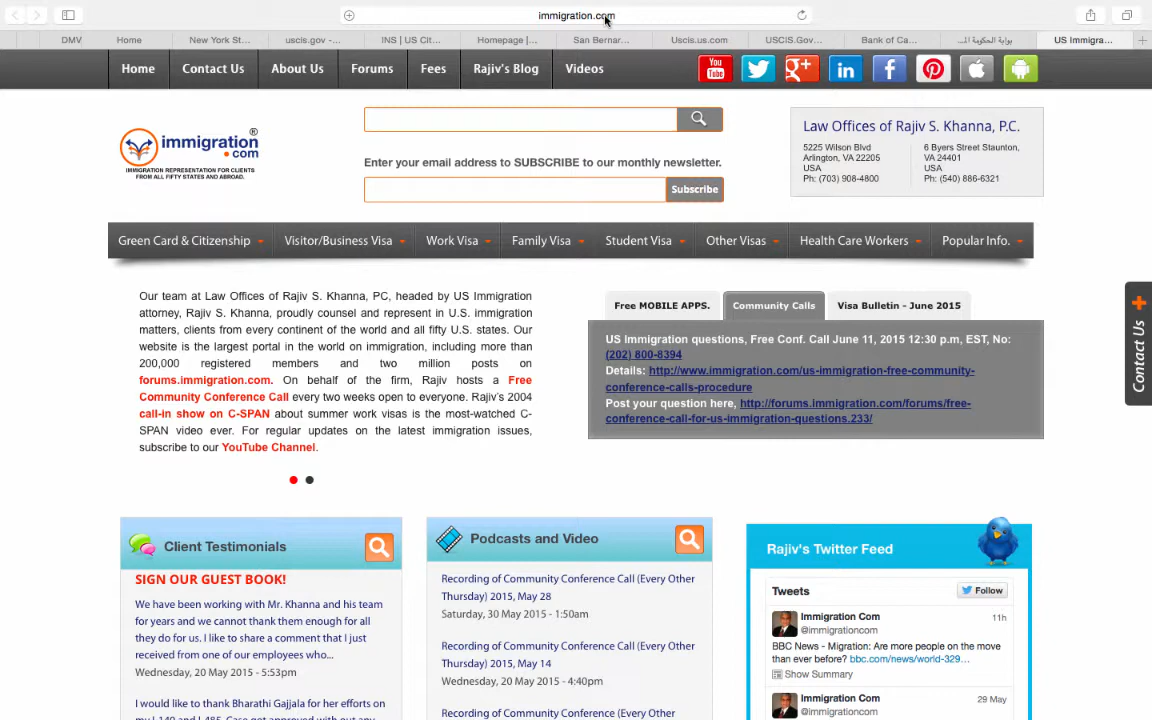 immigration.com
DMV
Home
New York St...
uscis.gov -...
INS | US Cit...
Homepage |...
San Bernar...
Uscis.us.com
USCIS.Gov...
Bank of Ca...
بوابة الحكومة الـ...
US Immigra...
Home
Contact Us
About Us
Forums
Fees
Rajiv's Blog
Videos
You
Tube
immigration®
.com
IMMIGRATION REPRESENTATION FOR CLIENTS
FROM ALL FIFTY STATES AND ABROAD.
Enter your email address to SUBSCRIBE to our monthly newsletter.
Subscribe
Law Offices of Rajiv S. Khanna, P.C.
5225 Wilson Blvd
Arlington, VA 22205
USA
Ph: (703) 908-4800
6 Byers Street Staunton,
VA 24401
USA
Ph: (540) 886-6321
Green Card & Citizenship
Visitor/Business Visa
Work Visa
Family Visa
Student Visa
Other Visas
Health Care Workers
Popular Info.
Our team at Law Offices of Rajiv S. Khanna, PC, headed by US Immigration
attorney, Rajiv S. Khanna, proudly counsel and represent in U.S. immigration
matters, clients from every continent of the world and all fifty U.S. states. Our
website is the largest portal in the world on immigration, including more than
200,000 registered members and two million posts on
forums.immigration.com. On behalf of the firm, Rajiv hosts a Free
Community Conference Call every two weeks open to everyone. Rajiv's 2004
call-in show on C-SPAN about summer work visas is the most-watched C-
SPAN video ever. For regular updates on the latest immigration issues,
subscribe to our YouTube Channel.
Free MOBILE APPS.
Community Calls
Visa Bulletin - June 2015
US Immigration questions, Free Conf. Call June 11, 2015 12:30 p.m, EST, No:
(202) 800-8394
Details: http://www.immigration.com/us-immigration-free-community-
conference-calls-procedure
Post your question here, http://forums.immigration.com/forums/free-
conference-call-for-us-immigration-questions.233/
Contact Us
Client Testimonials
SIGN OUR GUEST BOOK!
We have been working with Mr. Khanna and his team
for years and we cannot thank them enough for all
they do for us. I like to share a comment that I just
received from one of our employees who...
Wednesday, 20 May 2015 - 5:53pm
I would like to thank Bharathi Gajjala for her efforts on
my I-140 and I-485. Case got approved with out any
Podcasts and Video
Recording of Community Conference Call (Every Other
Thursday) 2015, May 28
Saturday, 30 May 2015 - 1:50am
Recording of Community Conference Call (Every Other
Thursday) 2015, May 14
Wednesday, 20 May 2015 - 4:40pm
Recording of Community Conference (Every Other
Rajiv's Twitter Feed
Tweets
Follow
Immigration Com
11h
@immigrationcom
BBC News - Migration: Are more people on the move
than ever before? bbc.com/news/world-329...
Show Summary
Immigration Com
29 May
@immigrationcom